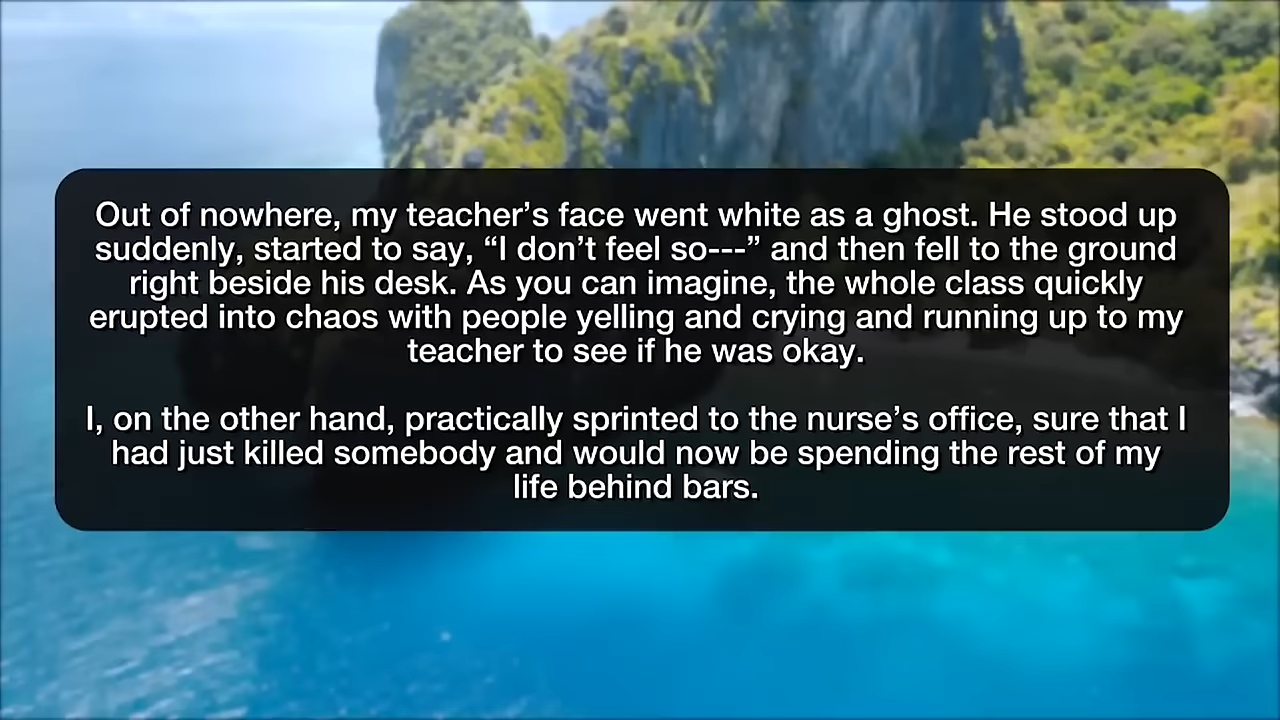 Out of nowhere, my teacher’s face went white as a ghost. He stood up
suddenly, started to say, “I don’t feel so---” and then fell to the ground
right beside his desk. As you can imagine, the whole class quickly
erupted into chaos with people yelling and crying and running up to my
teacher to see if he was okay.
I, on the other hand, practically sprinted to the nurse’s office, sure that I
had just killed somebody and would now be spending the rest of my
life behind bars.